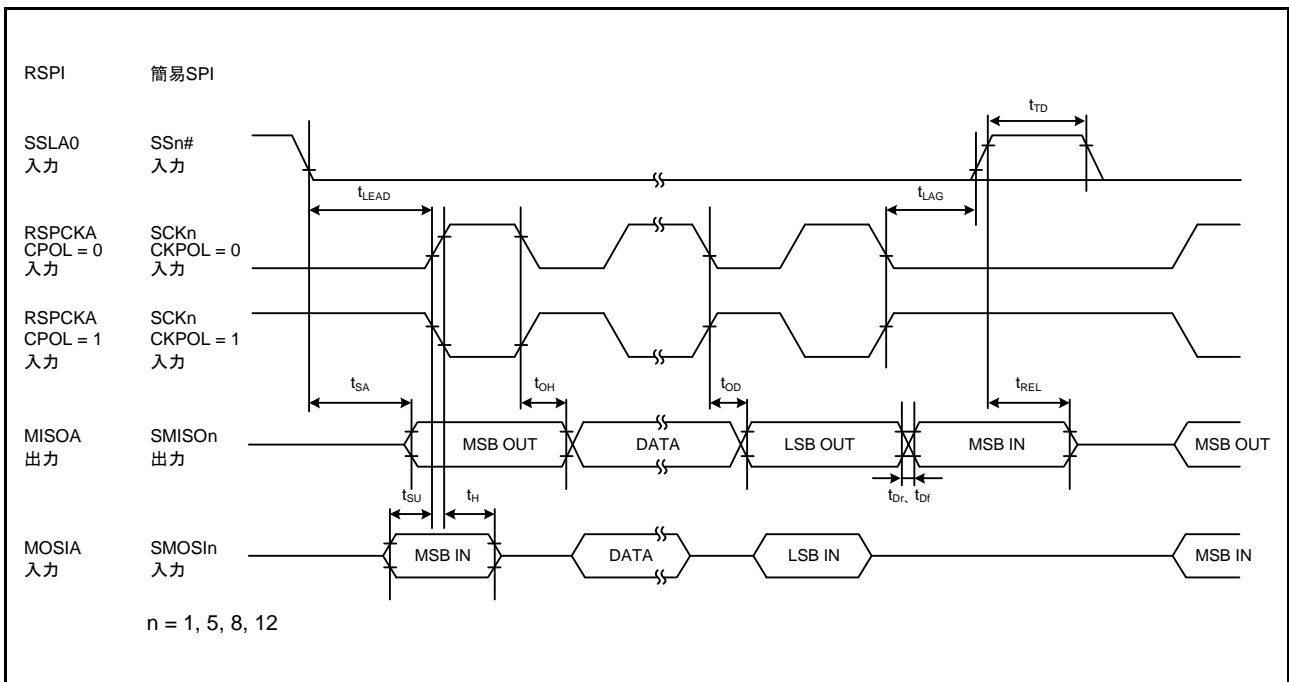 RSPI 簡易SPI
tTD
SSLA0 SSn#
入力 入力
tLEAD tLAG
RSPCKA SCKn
CPOL = 0 CKPOL = 0
入力 入力
RSPCKA SCKn
CPOL = 1 CKPOL = 1
入力 入力
tSA tOH tOD tREL
MISOA SMISOn MSB OUT DATA LSB OUT MSB IN MSB OUT
出力 出力
tSU tH tDr、tDf
MOSIA SMOSIn MSB IN DATA LSB IN MSB IN
入力 入力
n = 1, 5, 8, 12